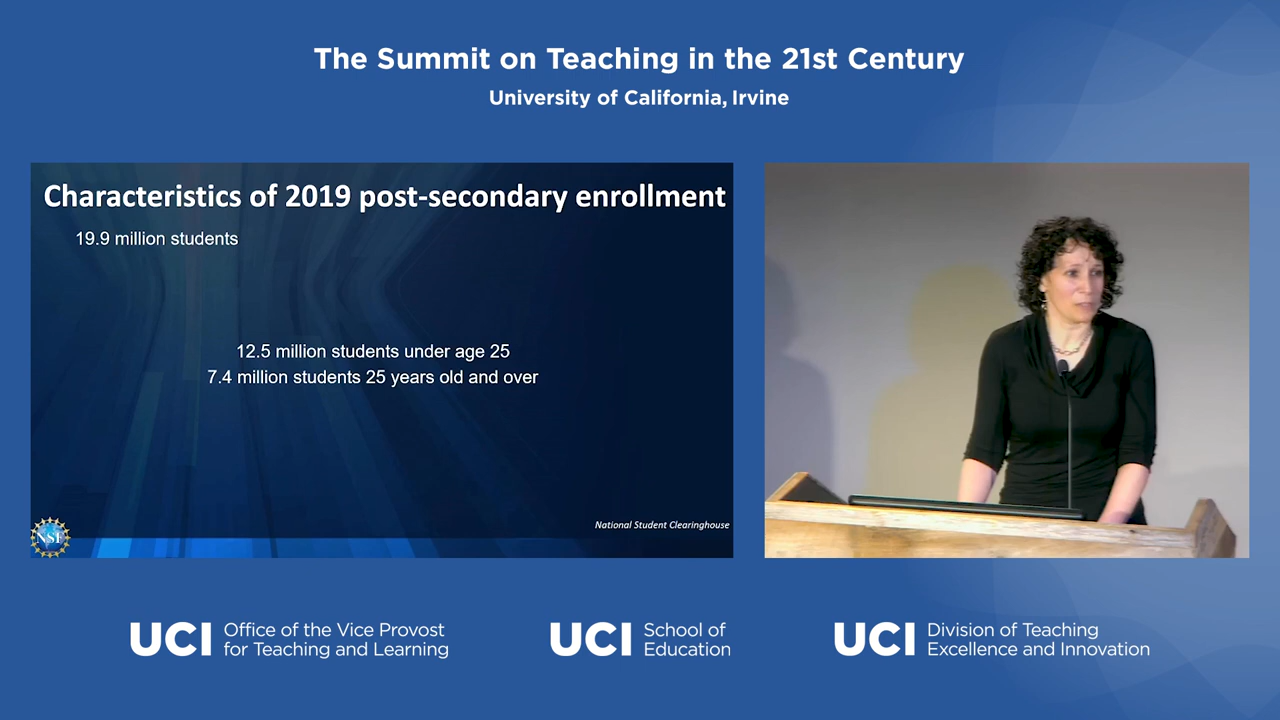 The Summit on Teaching in the 21st Century
University of California, Irvine
Characteristics of 2019 post-secondary enrollment
19.9 million students
12.5 million students under age 25
7.4 million students 25 years old and over
National Student Clearinghouse
NSF
UCI Office of the Vice Provost
for Teaching and Learning
UCI School of
Education
UCI Division of Teaching
Excellence and Innovation